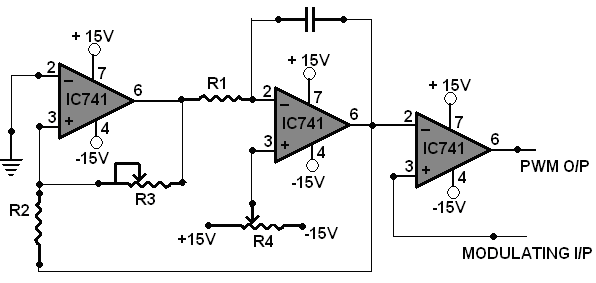 + 15V
+ 15V
+ 15V
2
7
IC741
6
3
4
-15V
R1
2
7
IC741
6
3
4
-15V
2
7
IC741
6
3
4
-15V
PWM O/P
R3
R2
+15V
R4
-15V
MODULATING I/P